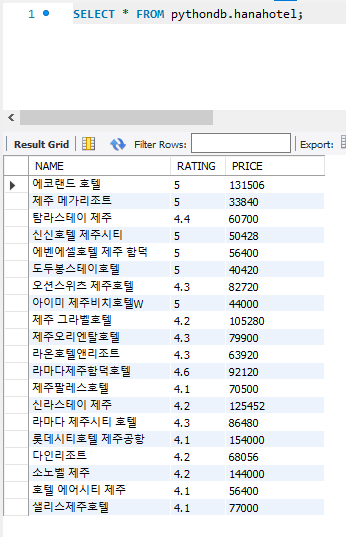 1 SELECT * FROM pythondb.hanahotel;
Result Grid Filter Rows: Export:
NAME RATING PRICE
에코랜드 호텔 5 131506
제주 메가리조트 5 33840
탐라스테이 제주 4.4 60700
신신호텔 제주시티 5 50428
에벤에셀호텔 제주 함덕 5 56400
도두봉스테이호텔 5 40420
오션스위츠 제주호텔 4.3 82720
아이미 제주비치호텔W 5 44000
제주 그라벨호텔 4.2 105280
제주오리엔탈호텔 4.3 79900
라온호텔앤리조트 4.3 63920
라마다제주함덕호텔 4.6 92120
제주팔레스호텔 4.1 70500
신라스테이 제주 4.2 125452
라마다 제주시티 호텔 4.3 86480
롯데시티호텔 제주공항 4.1 154000
다인리조트 4.2 68056
소노벨 제주 4.2 144000
호텔 에어시티 제주 4.1 56400
샐리스제주호텔 4.1 77000